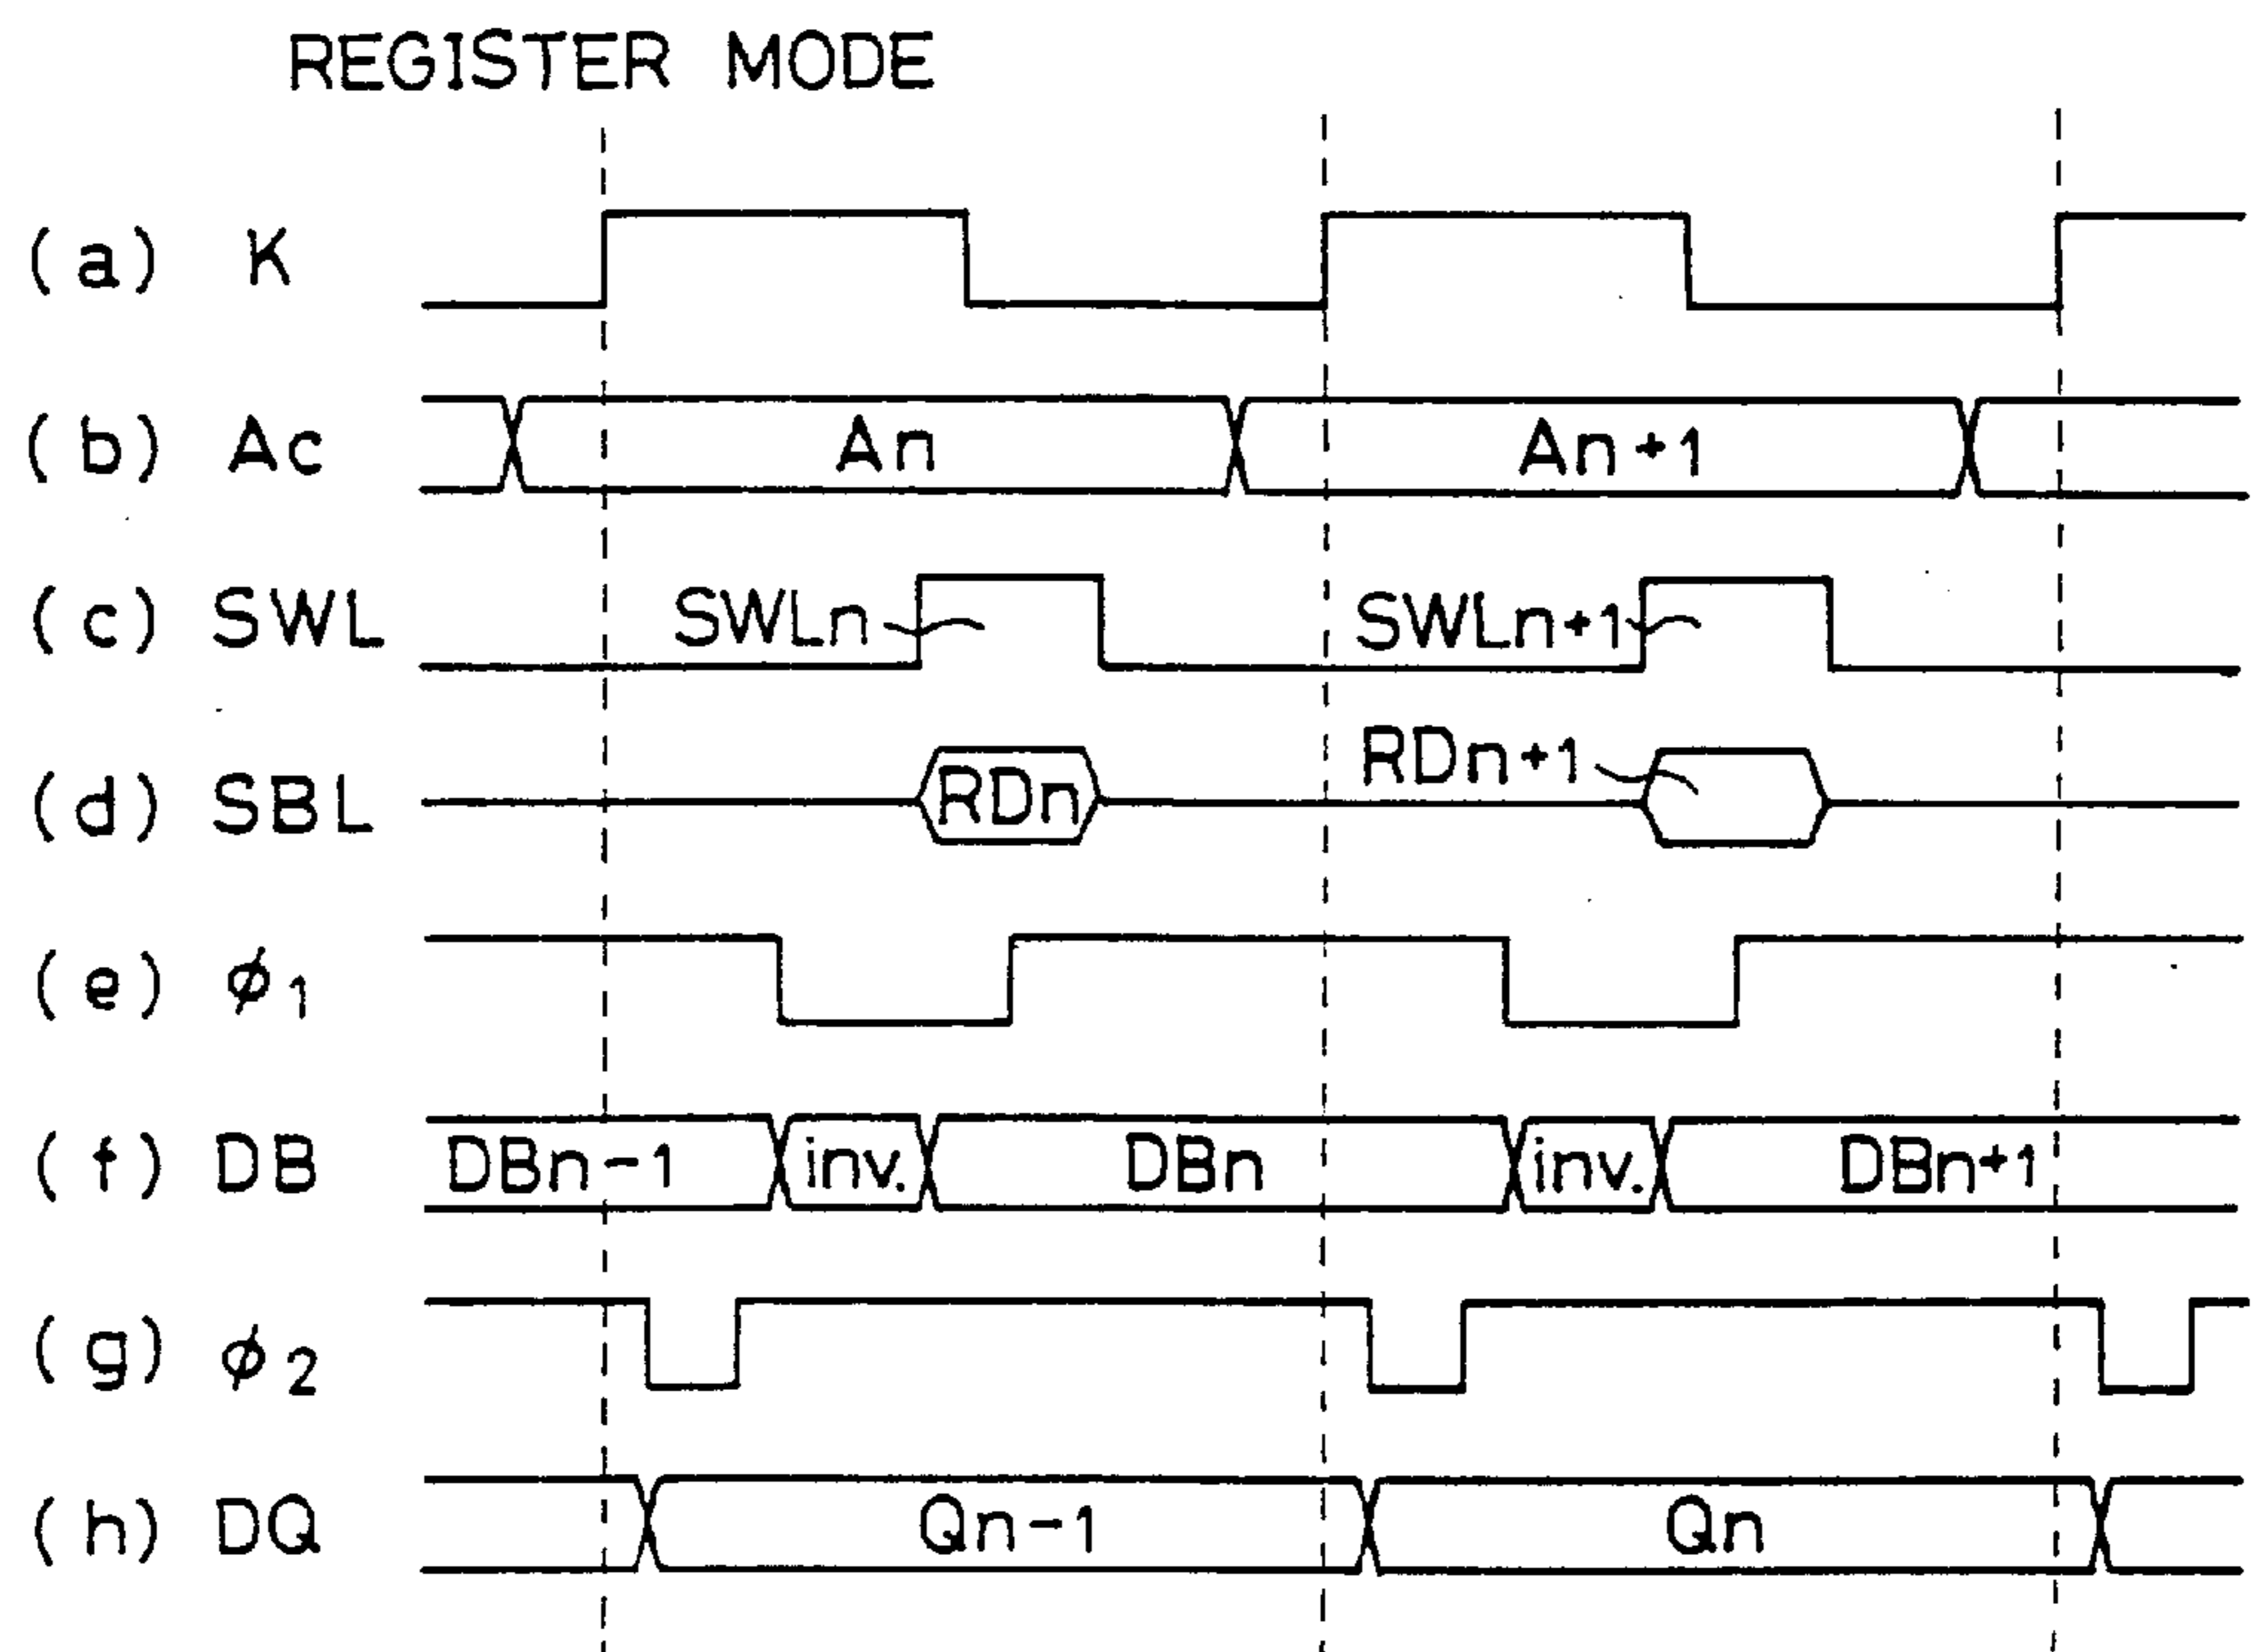 REGISTER MODE
(a) K
(b) Ac An An+1
(c) SWL SWLn SWLn+1
(d) SBL RDn RDn+1
(e) ϕ1
(f) DB DBn-1 inv. DBn inv. DBn+1
(g) ϕ2
(h) DQ Qn-1 Qn